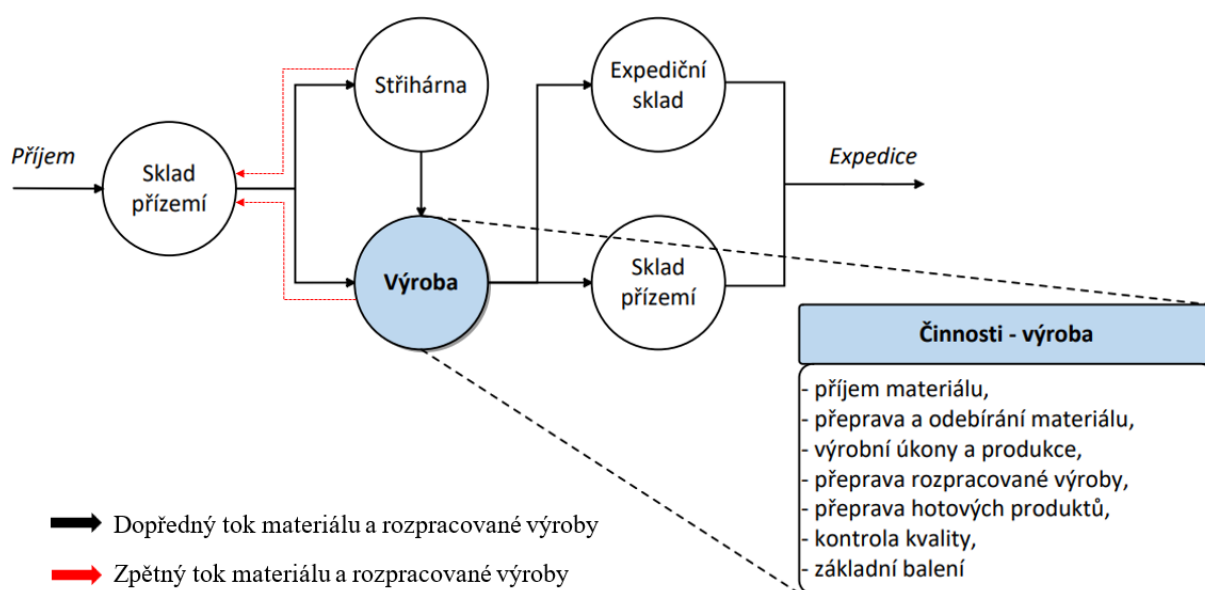 Příjem
Sklad
přízemí
Střihárna
Výroba
Expediční
sklad
Sklad
přízemí
Expedice
Činnosti - výroba
- příjem materiálu,
- přeprava a odebírání materiálu,
- výrobní úkony a produkce,
- přeprava rozpracované výroby,
- přeprava hotových produktů,
- kontrola kvality,
- základní balení
Dopředný tok materiálu a rozpracované výroby
Zpětný tok materiálu a rozpracované výroby